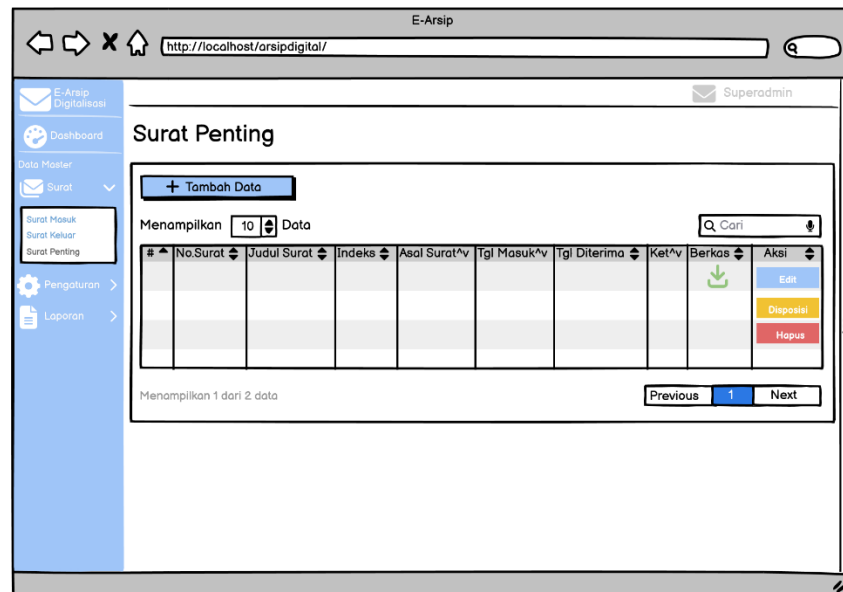 E-Arsip
http://localhost/arsipdigital/
E-Arsip
Digitalisasi
Superadmin
Dashboard
Surat Penting
Data Master
Surat
+ Tambah Data
Surat Masuk
Surat Keluar
Surat Penting
Menampilkan 10 Data
Cari
# No.Surat Judul Surat Indeks Asal Surat^v Tgl Masuk^v Tgl Diterima Ket^v Berkas Aksi
Edit
Pengaturan
Disposisi
Laporan
Hapus
Menampilkan 1 dari 2 data
Previous 1 Next